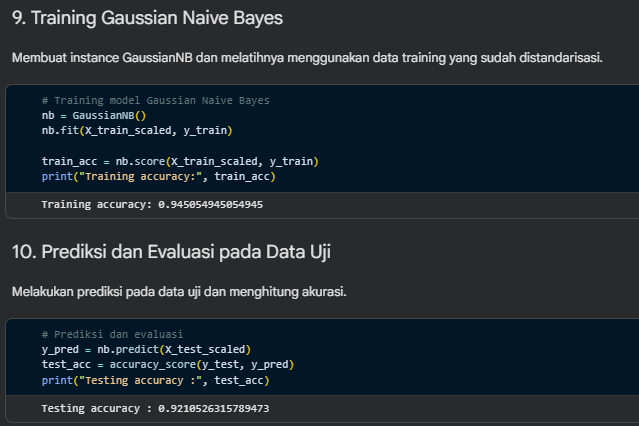 9. Training Gaussian Naive Bayes
Membuat instance GaussianNB dan melatihnya menggunakan data training yang sudah distandarisasi.
# Training model Gaussian Naive Bayes
nb = GaussianNB()
nb.fit(X_train_scaled, y_train)
train_acc = nb.score(X_train_scaled, y_train)
print("Training accuracy:", train_acc)
Training accuracy: 0.945054945054945
10. Prediksi dan Evaluasi pada Data Uji
Melakukan prediksi pada data uji dan menghitung akurasi.
# Prediksi dan evaluasi
y_pred = nb.predict(X_test_scaled)
test_acc = accuracy_score(y_test, y_pred)
print("Testing accuracy :", test_acc)
Testing accuracy : 0.9210526315789473